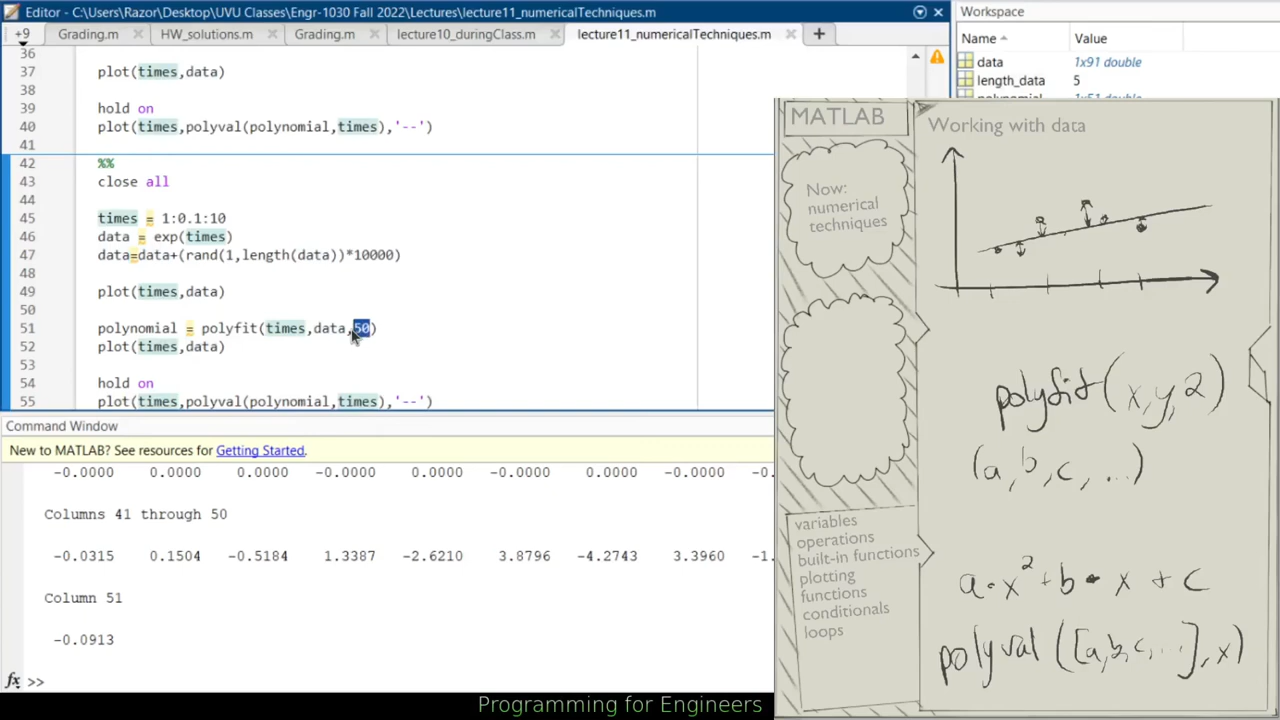 Editor - C:\Users\Razor\Desktop\UVU Classes\Engr-1030 Fall 2022\Lectures\lecture11_numericalTechniques.m
+9 Grading.m HW_solutions.m Grading.m lecture10_duringClass.m lecture11_numericalTechniques.m
36
37 plot(times,data)
38
39 hold on
40 plot(times,polyval(polynomial,times),'--')
41
42 %%
43 close all
44
45 times = 1:0.1:10
46 data = exp(times)
47 data=data+(rand(1,length(data))*10000)
48
49 plot(times,data)
50
51 polynomial = polyfit(times,data,50)
52 plot(times,data)
53
54 hold on
55 plot(times,polyval(polynomial,times),'--')
Command Window
New to MATLAB? See resources for Getting Started.
-0.0000 0.0000 -0.0000 -0.0000 0.0000 -0.0000 0.0000 -0.0000
Columns 41 through 50
-0.0315 0.1504 -0.5184 1.3387 -2.6210 3.8796 -4.2743 3.3960 -1.
Column 51
-0.0913
fx >>
Workspace
Name Value
data 1x91 double
length_data 5
MATLAB
Now:
numerical
techniques
variables
operations
built-in functions
plotting
functions
conditionals
loops
Working with data
polyfit(x,y,2)
(a,b,c,...)
a·x²+b·x+c
polyval([a,b,c,...],x)
Programming for Engineers